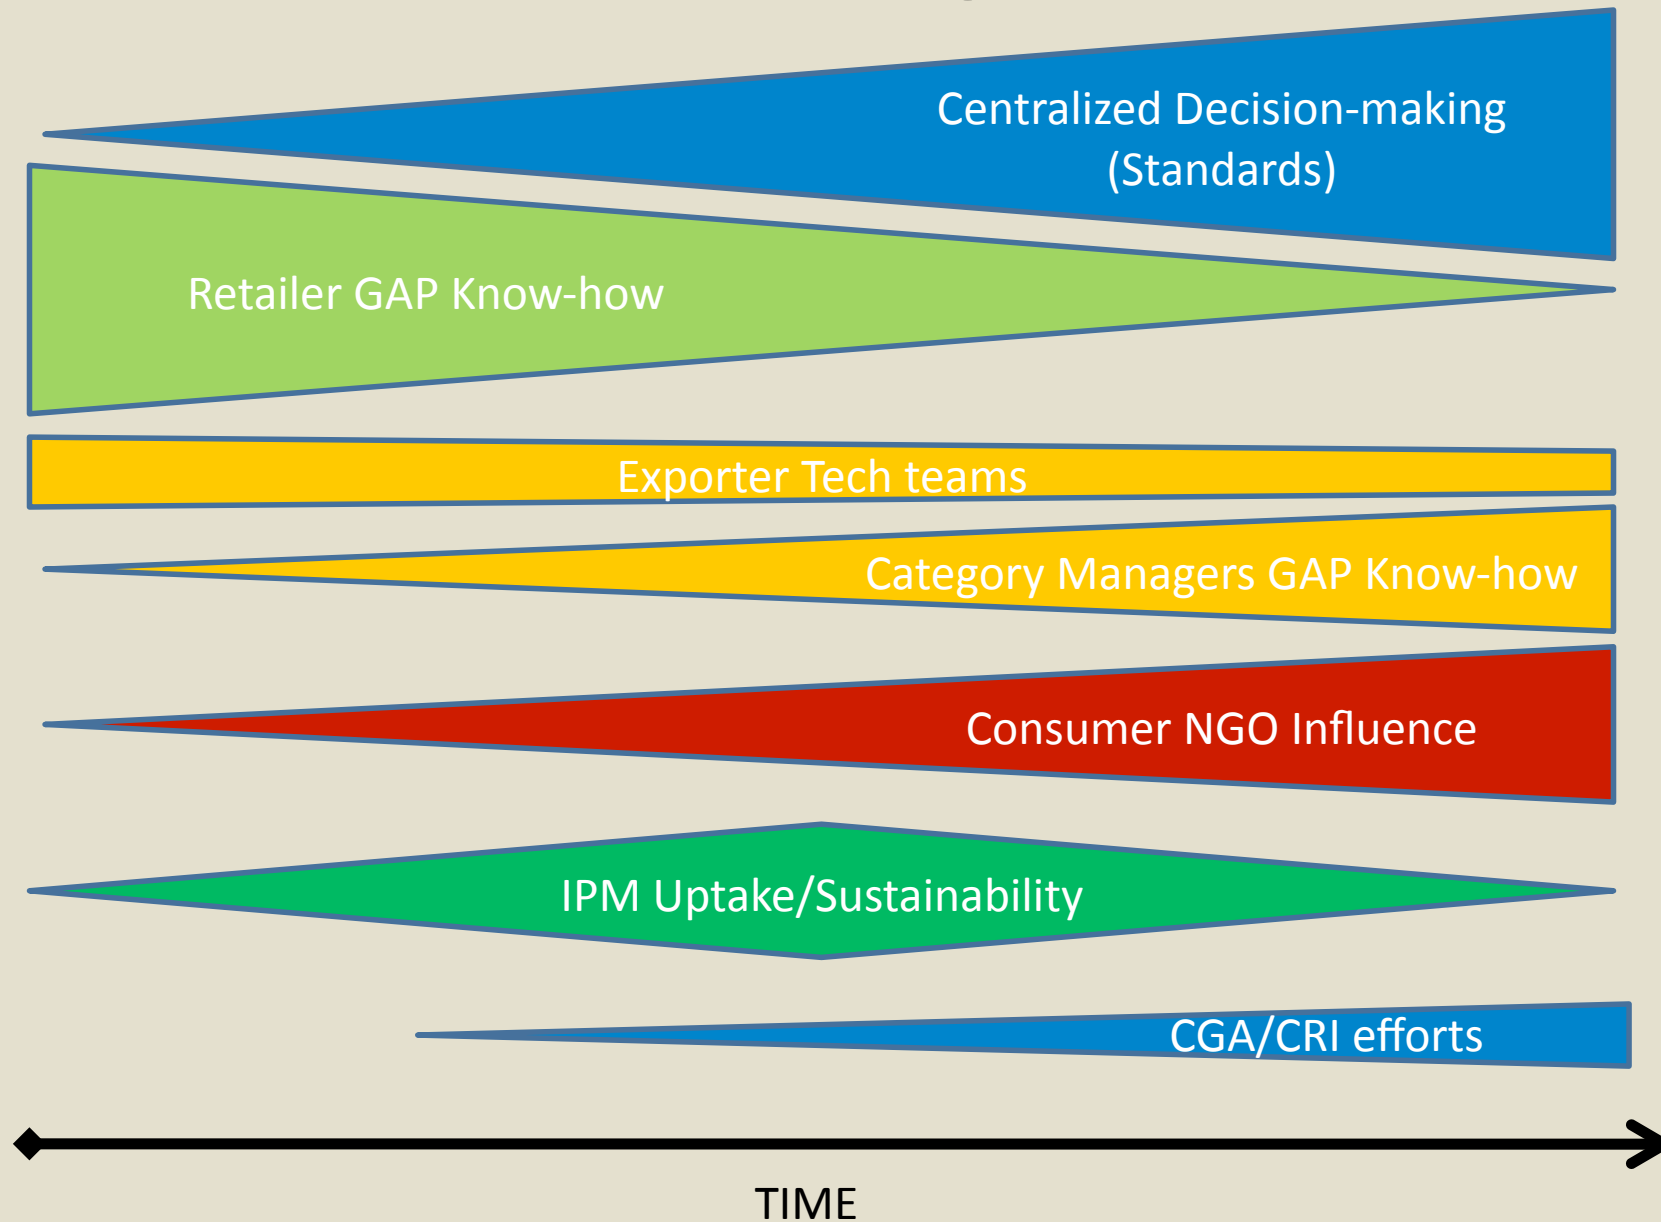 Centralized Decision-making
(Standards)
Retailer GAP Know-how
Exporter Tech teams
Category Managers GAP Know-how
Consumer NGO Influence
IPM Uptake/Sustainability
CGA/CRI efforts
TIME